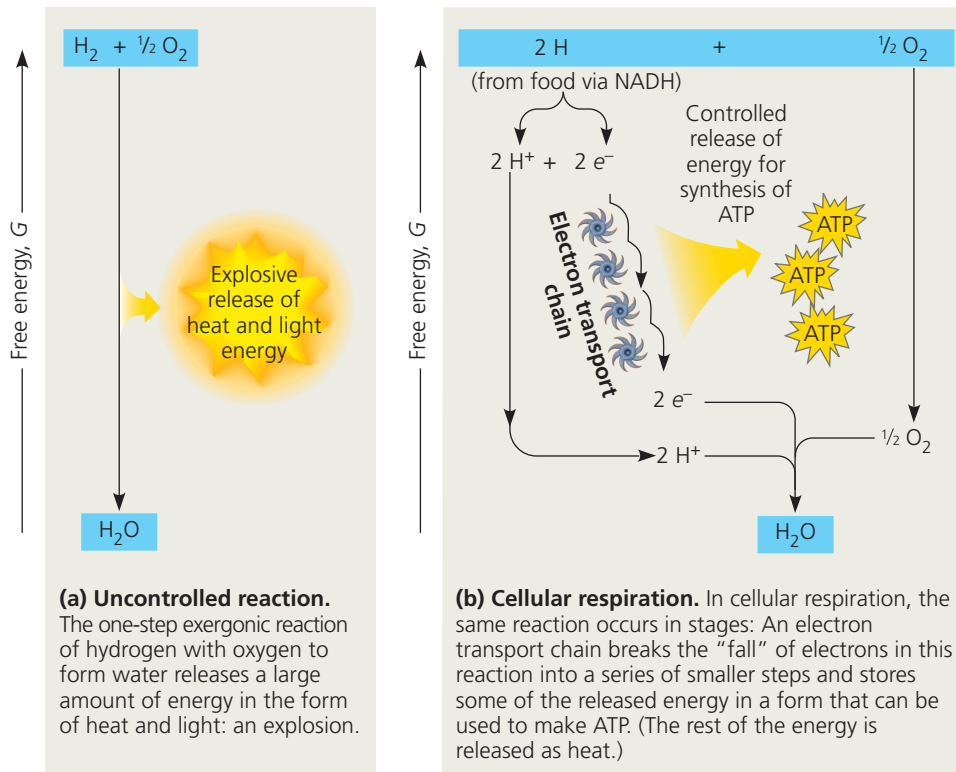 Free energy, G
H₂ + ½ O₂
Explosive
release of
heat and light
energy
H₂O
(a) Uncontrolled reaction.
The one-step exergonic reaction
of hydrogen with oxygen to
form water releases a large
amount of energy in the form
of heat and light: an explosion.
Free energy, G
2 H + ½ O₂
(from food via NADH)
2 H⁺ + 2 e⁻
Controlled
release of
energy for
synthesis of
ATP
Electron transport
chain
ATP
ATP
ATP
2 e⁻
½ O₂
2 H⁺
H₂O
(b) Cellular respiration. In cellular respiration, the
same reaction occurs in stages: An electron
transport chain breaks the “fall” of electrons in this
reaction into a series of smaller steps and stores
some of the released energy in a form that can be
used to make ATP. (The rest of the energy is
released as heat.)